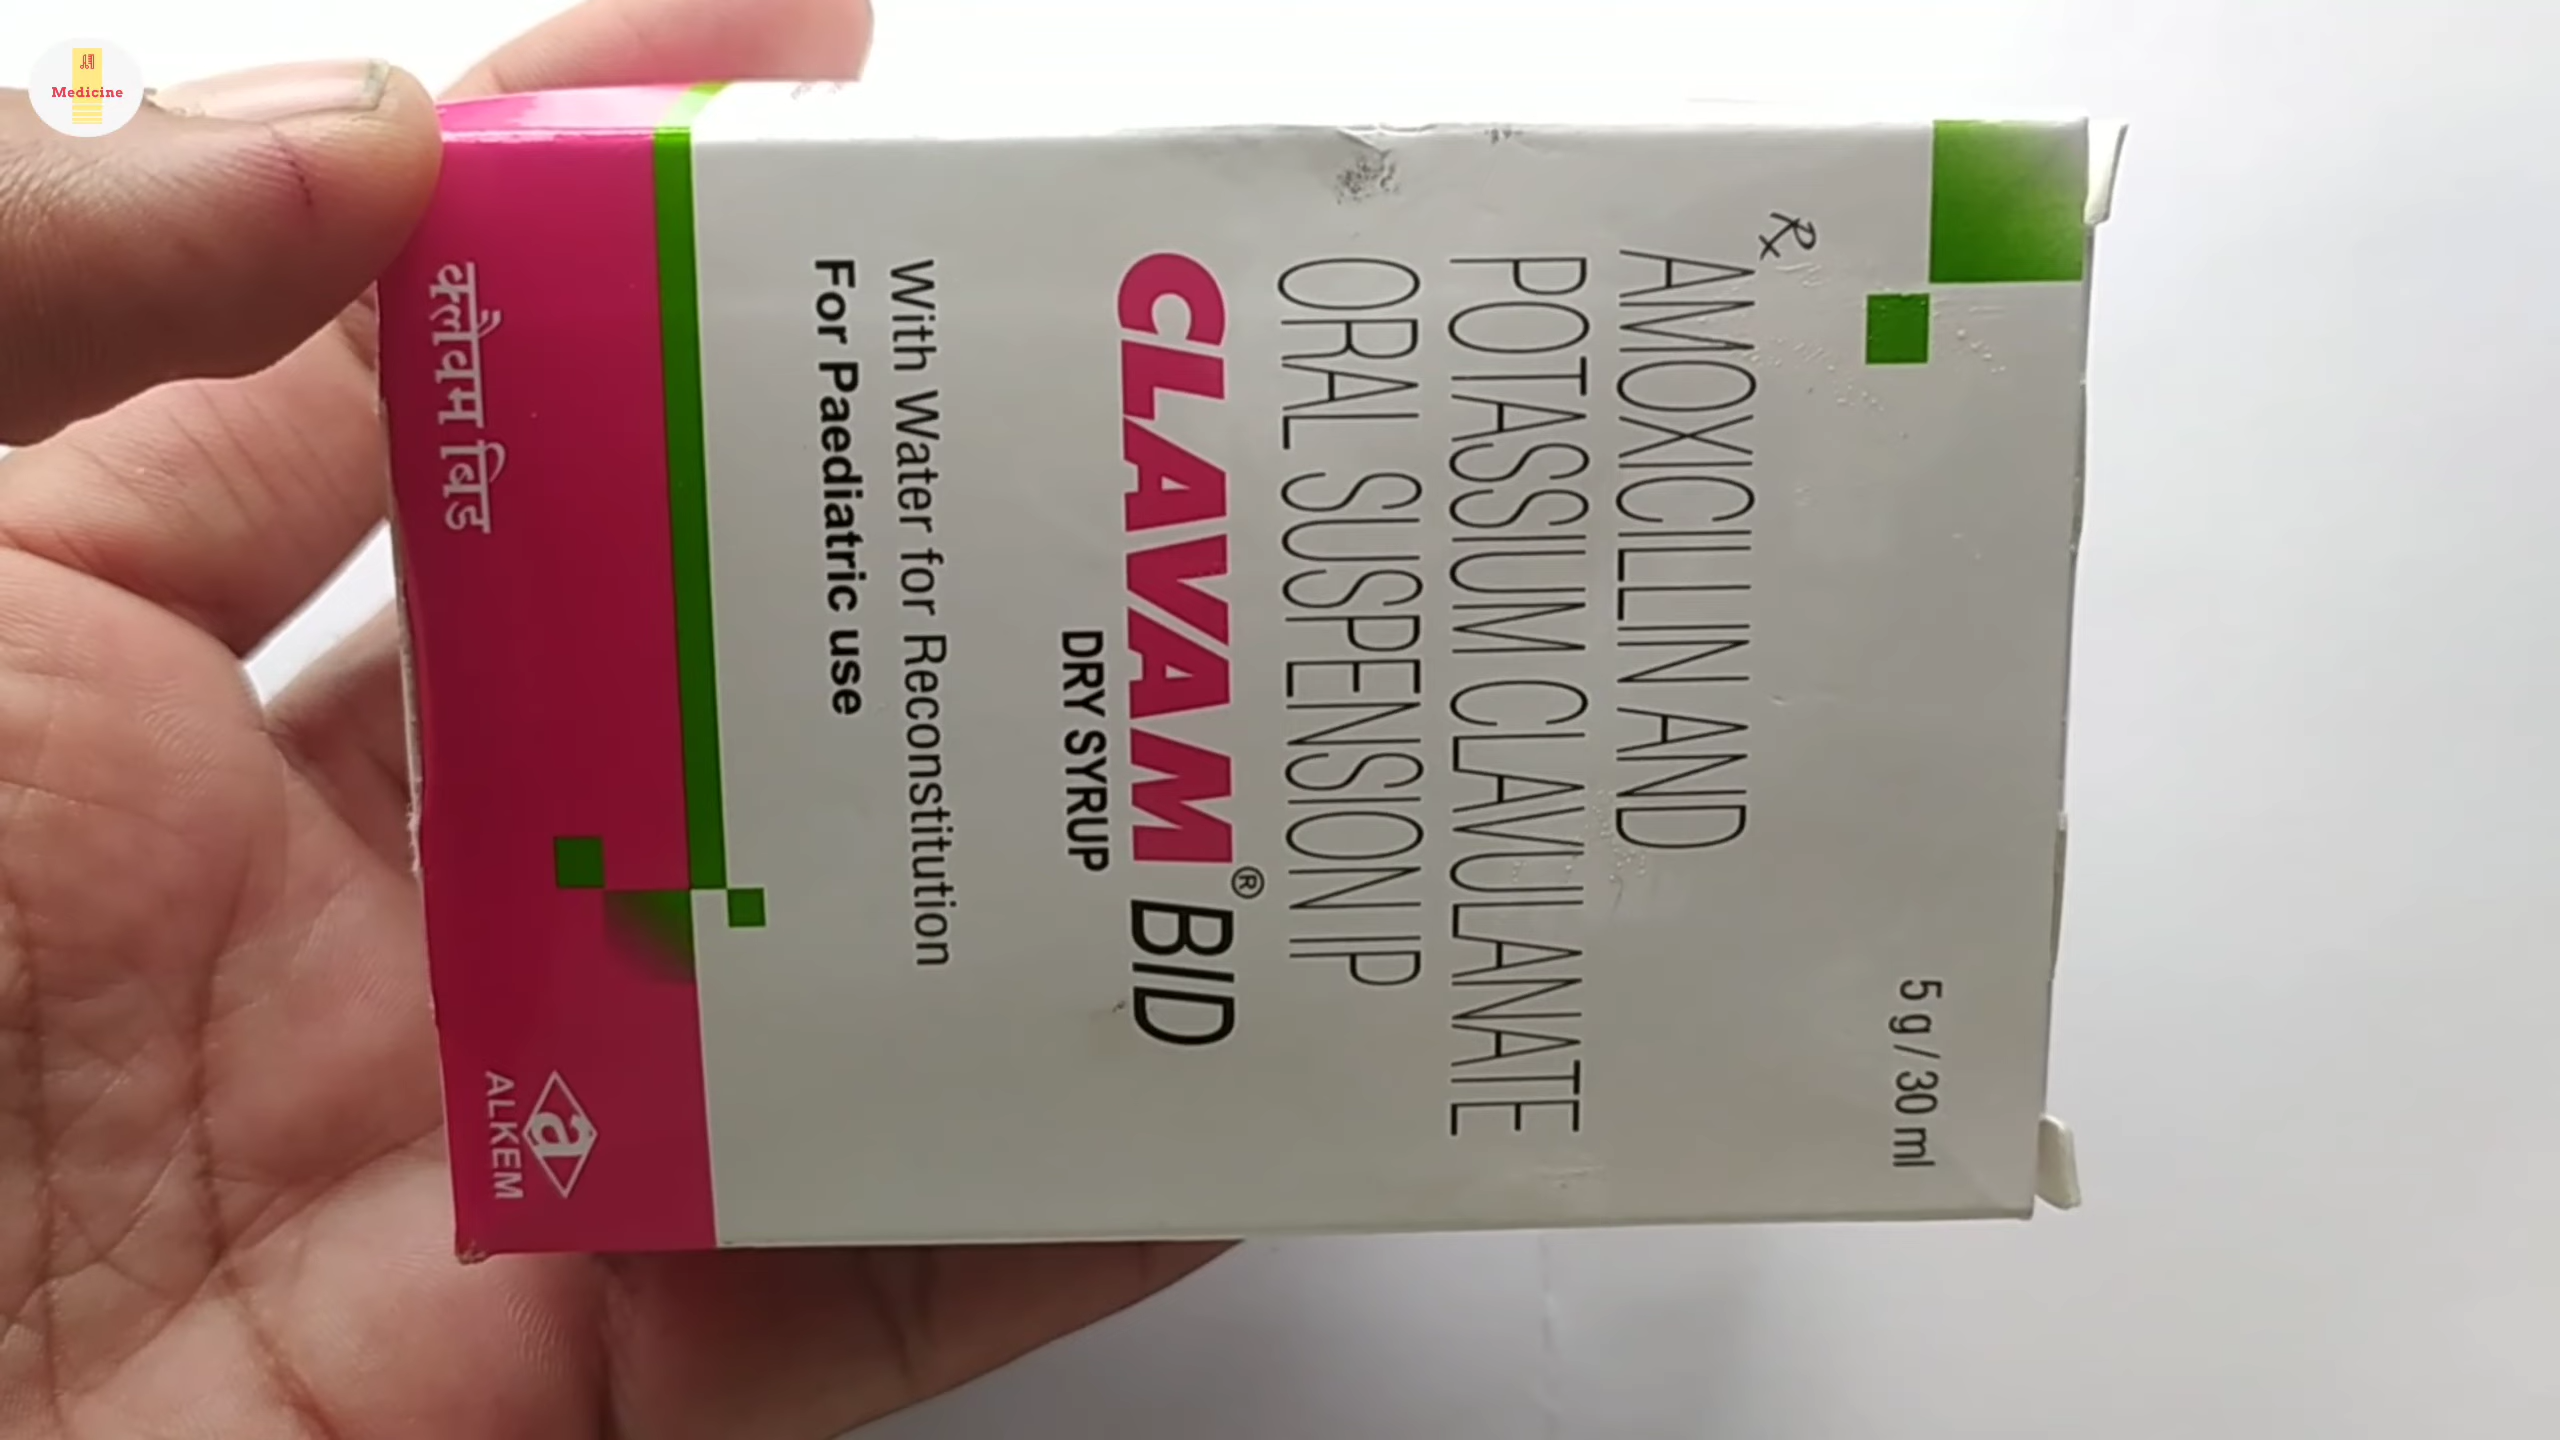 Medicine
5 g / 30 ml
Rx
AMOXICILLIN AND
POTASSIUM CLAVULANATE
ORAL SUSPENSION IP
CLAVAM® BID
DRY SYRUP
With Water for Reconstitution
For Paediatric use
a
ALKEM
क्लैवम बिड